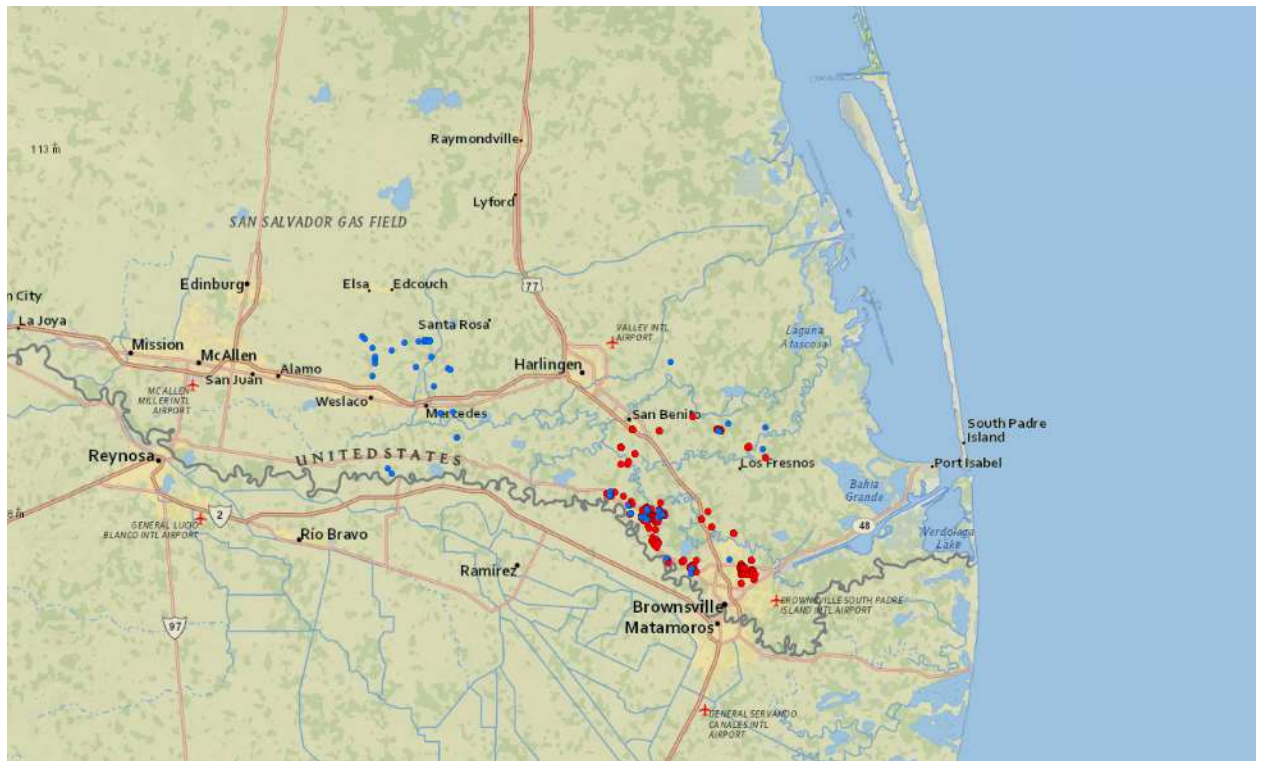 Raymondville
113 m
Lyford
SAN SALVADOR GAS FIELD
Edinburg
Elsa
Edcouch
77
n City
La Joya
Santa Rosa
VALLEY INTL
AIRPORT
Laguna
Atascosa
Mission
McAllen
San Juan
Alamo
Harlingen
MCALLEN
MILLER INTL
AIRPORT
Weslaco
Mercedes
San Benito
South Padre
Island
Reynosa
UNITED STATES
Los Fresnos
Port Isabel
Bahia
Grande
8 m
2
GENERAL LUCIO
BLANCO INTL AIRPORT
48
Verdolaga
Lake
Río Bravo
Ramirez
Brownsville
BROWNSVILLE SOUTH PADRE
ISLAND INTL AIRPORT
Matamoros
97
GENERAL SERVANDO
CANALES INTL
AIRPORT